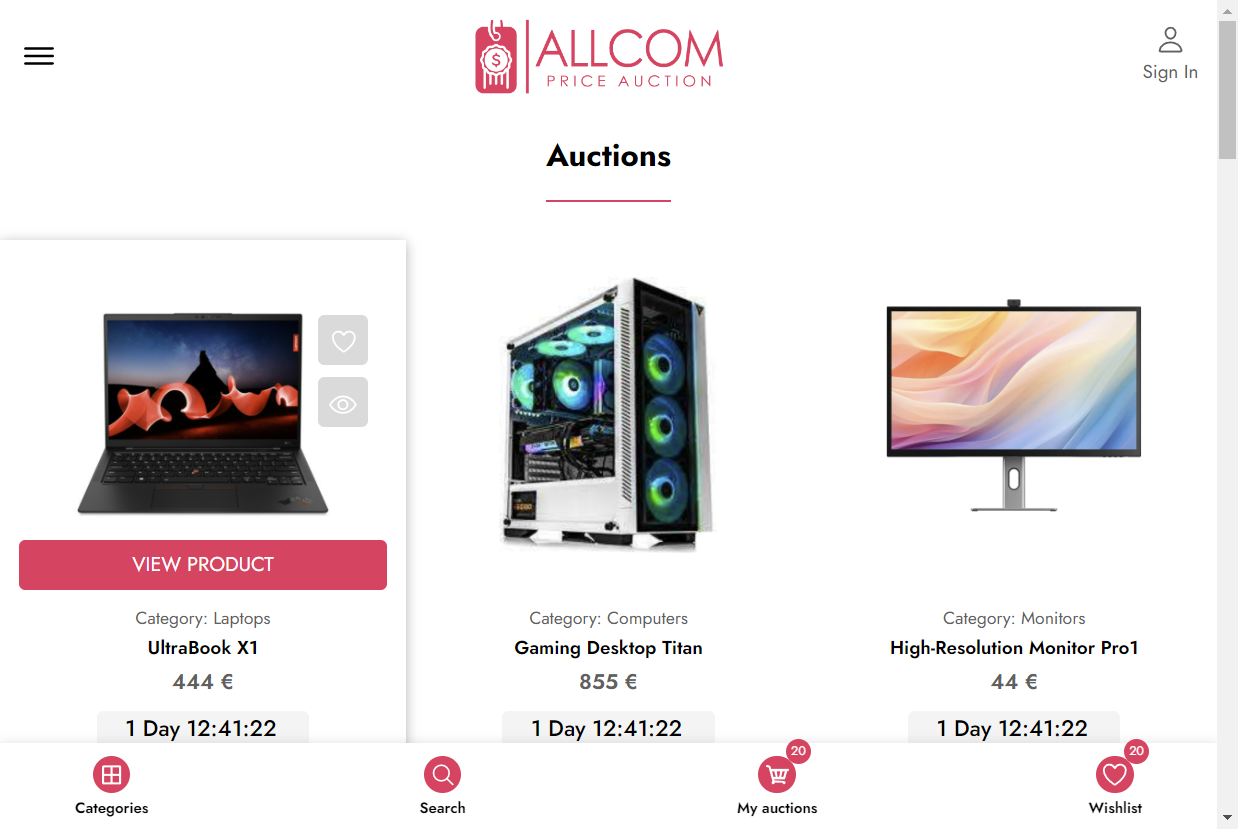 ALLCOM
PRICE AUCTION
Sign In
Auctions
VIEW PRODUCT
Category: Laptops
UltraBook X1
444 €
1 Day 12:41:22
Category: Computers
Gaming Desktop Titan
855 €
1 Day 12:41:22
Category: Monitors
High-Resolution Monitor Pro1
44 €
1 Day 12:41:22
Categories
Search
20
My auctions
20
Wishlist